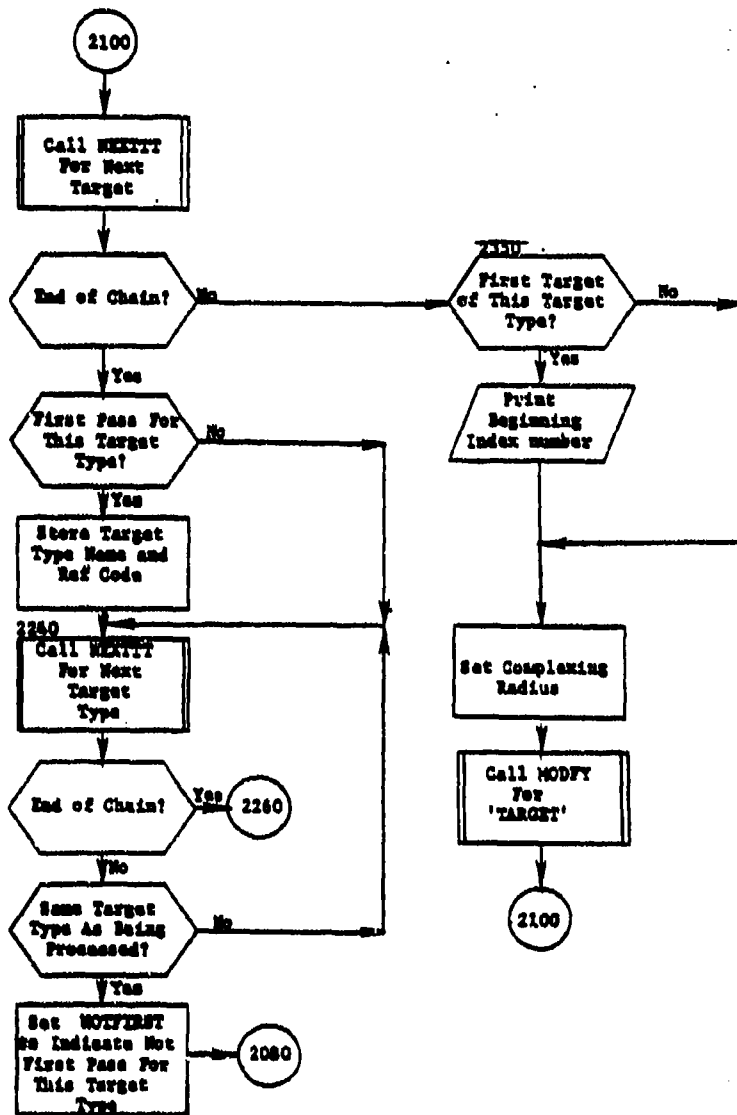 2100
Call NEXTTT
For Next
Target
End of Chain?
No
Yes
First Pass For
This Target
Type?
No
Yes
Store Target
Type Name and
Ref Code
2240
Call NEXTTT
For Next
Target
Type
End of Chain?
Yes
2260
No
Same Target
Type As Being
Processed?
No
Yes
Set NOTFIRST
to Indicate Not
First Pass For
This Target
Type
2080
2350
First Target
of This Target
Type?
No
Yes
Print
Beginning
Index number
Set Complexing
Radius
Call MODFY
For
'TARGET'
2100